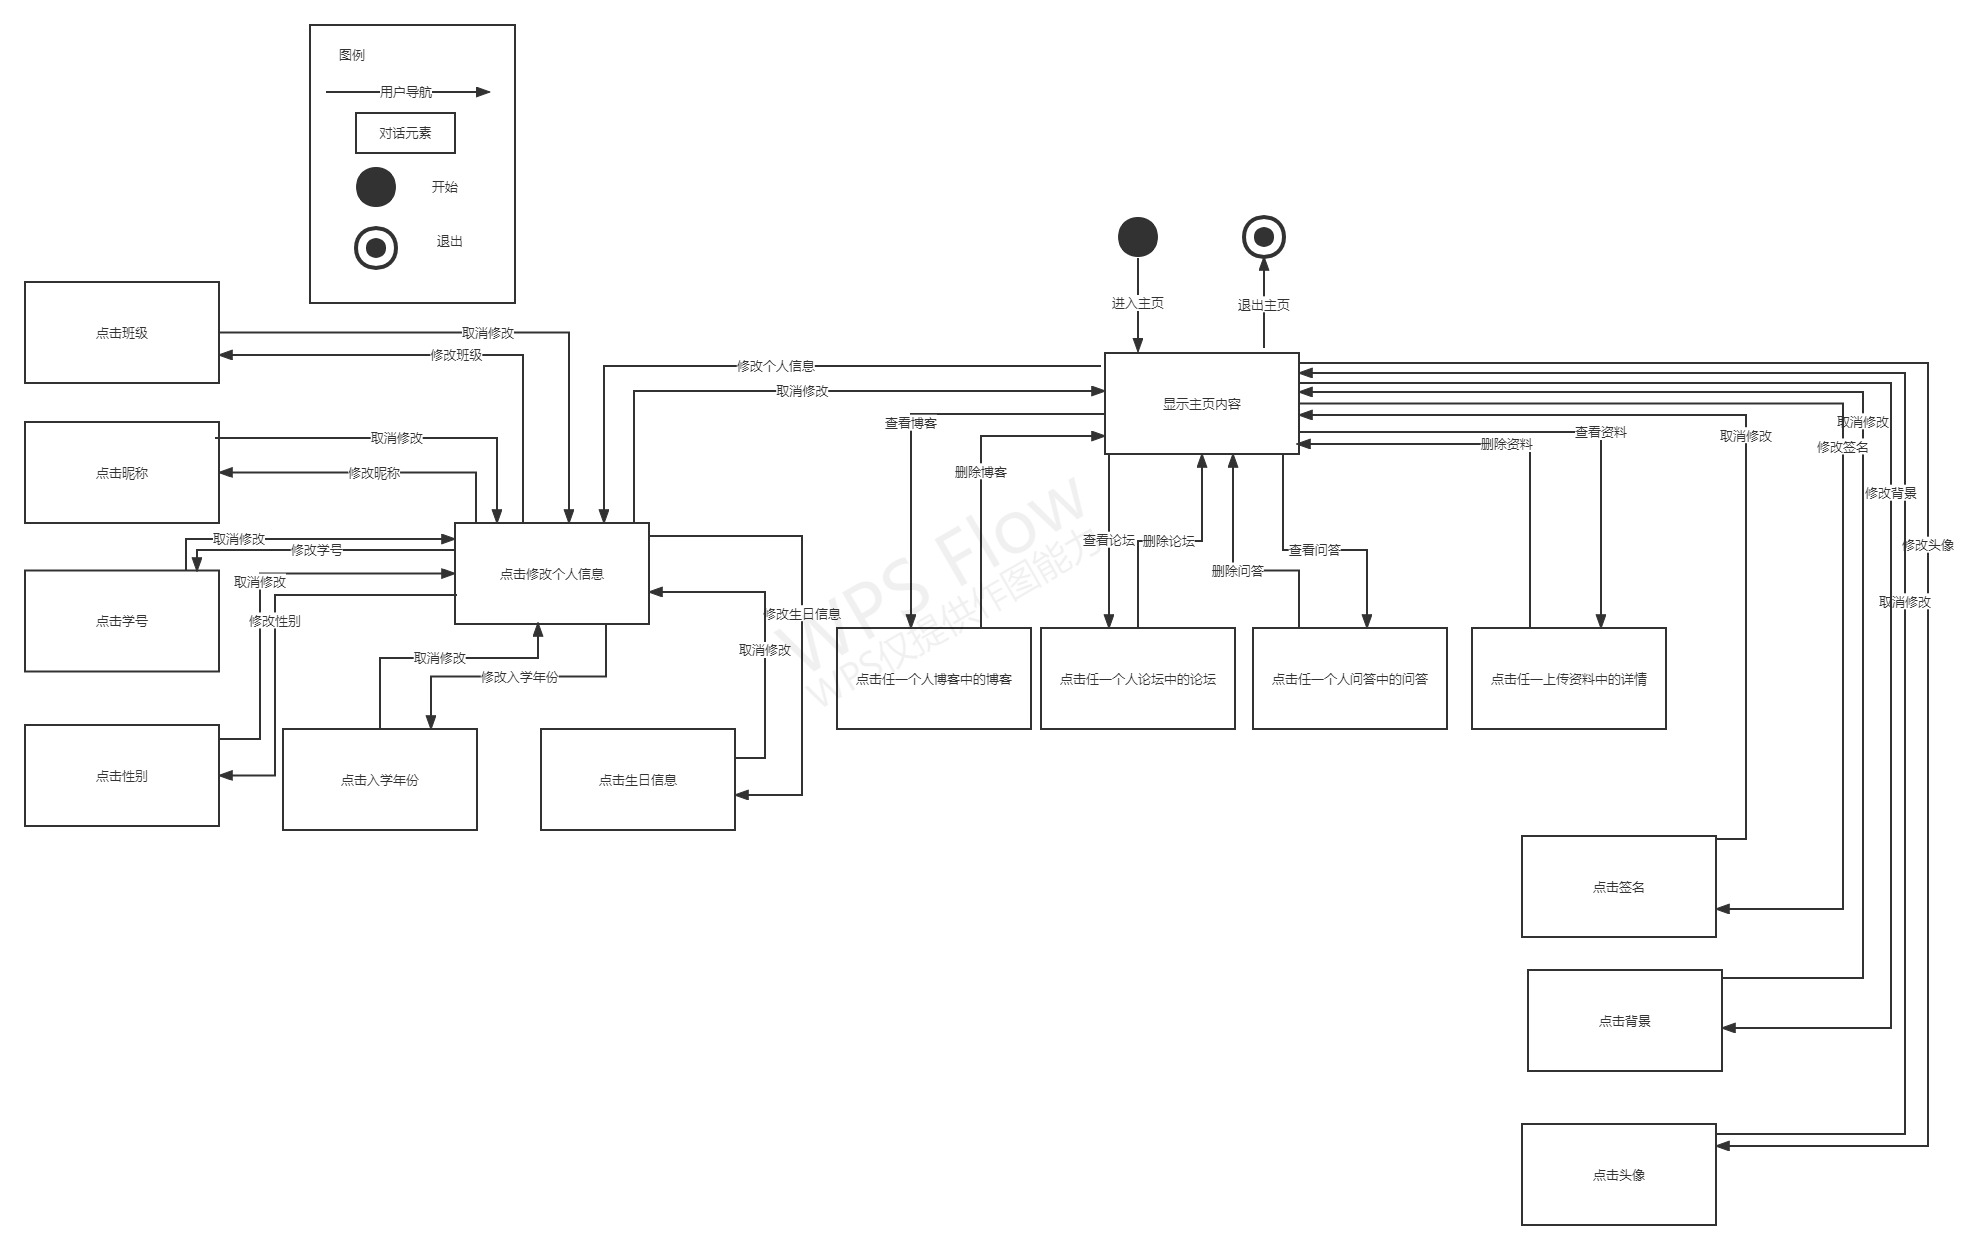 图例
用户导航
对话元素
开始
退出
进入主页
退出主页
点击班级
取消修改
修改班级
修改个人信息
取消修改
显示主页内容
查看博客
删除博客
查看资料
删除资料
取消修改
取消修改
修改签名
点击昵称
取消修改
修改昵称
修改背景
取消修改
修改学号
点击修改个人信息
查看论坛
删除论坛
查看问答
删除问答
修改头像
取消修改
修改性别
点击学号
修改生日信息
取消修改
取消修改
取消修改
修改入学年份
WPS Flow
WPS仅提供作图能力
点击任一个人博客中的博客
点击任一个人论坛中的论坛
点击任一个人问答中的问答
点击任一上传资料中的详情
点击性别
点击入学年份
点击生日信息
点击签名
点击背景
点击头像